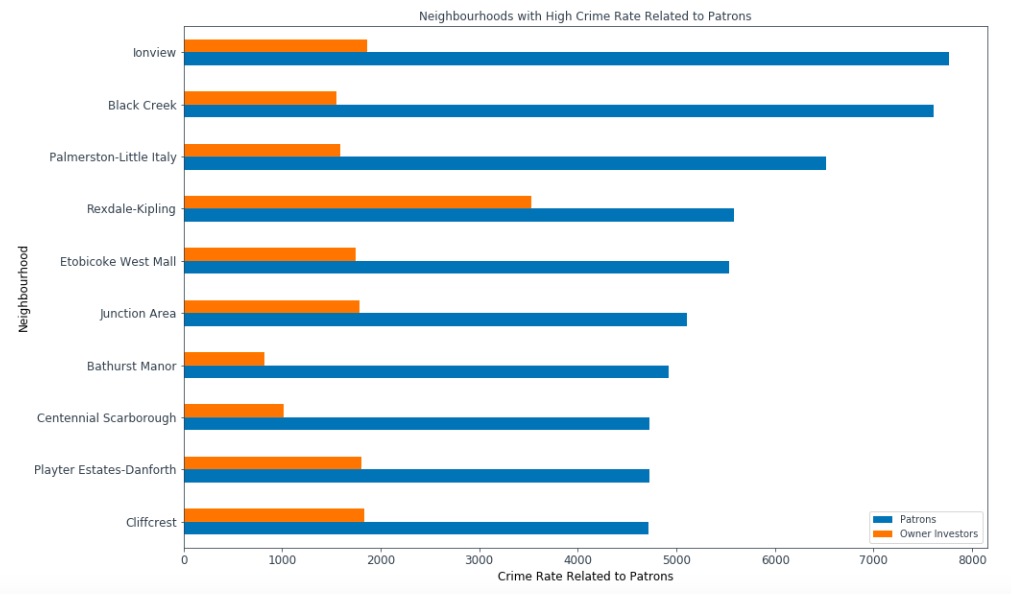 Neighbourhoods with High Crime Rate Related to Patrons
Ionview
Black Creek
Palmerston-Little Italy
Rexdale-Kipling
Etobicoke West Mall
Junction Area
Bathurst Manor
Centennial Scarborough
Playter Estates-Danforth
Cliffcrest
Neighbourhood
Patrons
Owner Investors
0 1000 2000 3000 4000 5000 6000 7000 8000
Crime Rate Related to Patrons